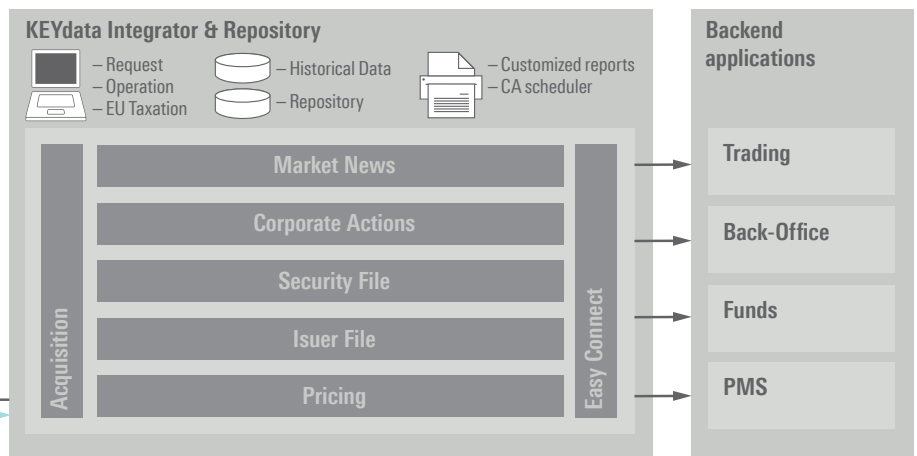 KEYdata Integrator & Repository
– Request
– Operation
– EU Taxation
– Historical Data
– Repository
– Customized reports
– CA scheduler
Acquisition
Market News
Corporate Actions
Security File
Isuer File
Pricing
Easy Connect
Backend
applications
Trading
Back-Office
Funds
PMS